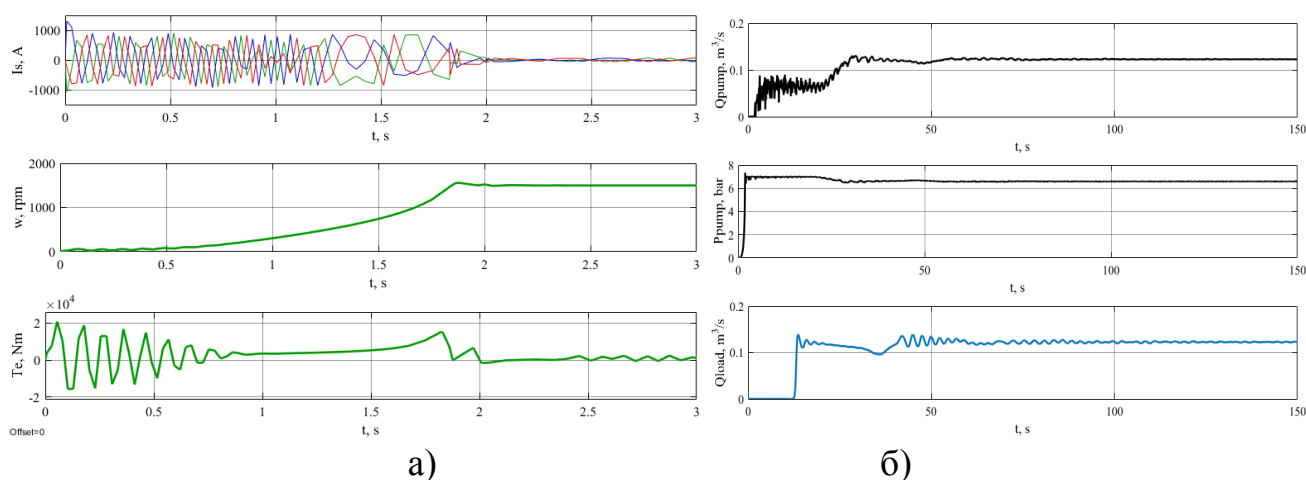 Is, A
1000
0
-1000
0 0.5 1 1.5 2 2.5 3
t, s
w, rpm
2000
1000
0
0 0.5 1 1.5 2 2.5 3
t, s
×10⁴
Te, Nm
2
0
-2
0 0.5 1 1.5 2 2.5 3
t, s
Offset=0
а)
Qpump, m³/s
0.2
0.1
0
0 50 100 150
t, s
Ppump, bar
8
6
4
2
0
0 50 100 150
t, s
Qload, m³/s
0.2
0.1
0
0 50 100 150
t, s
б)